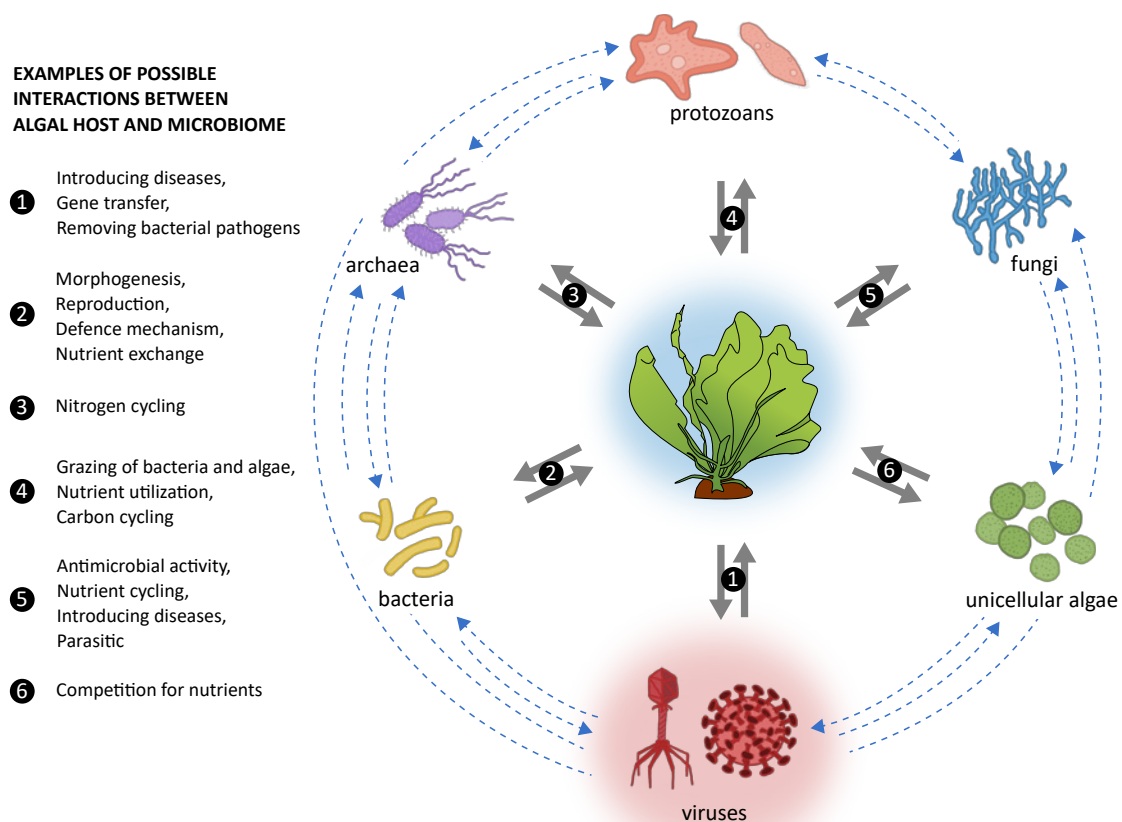 EXAMPLES OF POSSIBLE
INTERACTIONS BETWEEN
ALGAL HOST AND MICROBIOME
1
Introducing diseases,
Gene transfer,
Removing bacterial pathogens
2
Morphogenesis,
Reproduction,
Defence mechanism,
Nutrient exchange
3
Nitrogen cycling
4
Grazing of bacteria and algae,
Nutrient utilization,
Carbon cycling
5
Antimicrobial activity,
Nutrient cycling,
Introducing diseases,
Parasitic
6
Competition for nutrients
protozoans
4
archaea
fungi
3
5
2
6
bacteria
unicellular algae
1
viruses